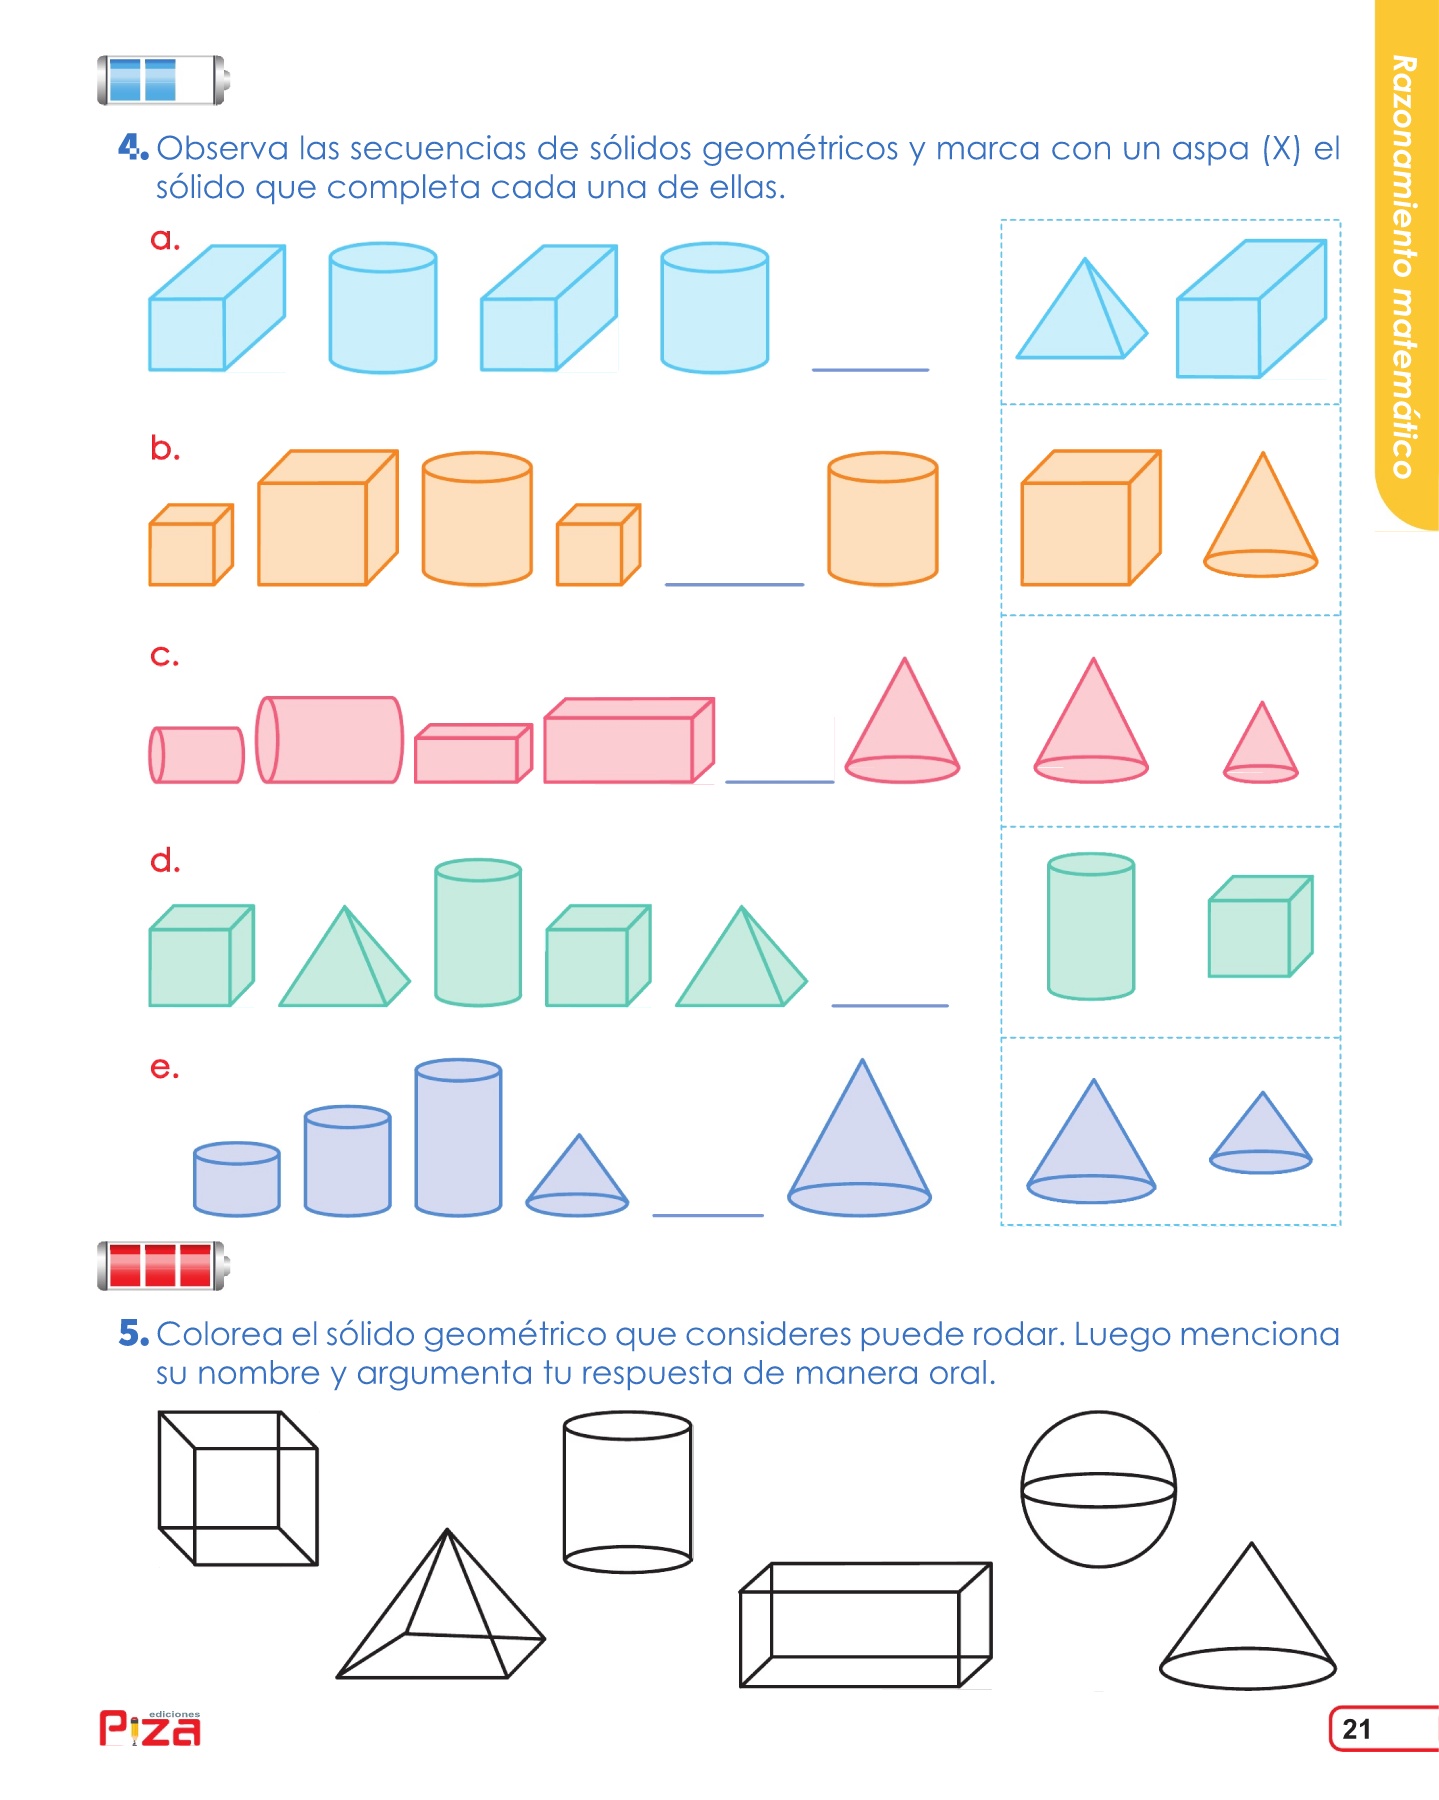 Razonamiento matemático
4. Observa las secuencias de sólidos geométricos y marca con un aspa (X) el
sólido que completa cada una de ellas.
a.
b.
c.
d.
e.
5. Colorea el sólido geométrico que consideres puede rodar. Luego menciona
su nombre y argumenta tu respuesta de manera oral.
ediciones
Piza
21